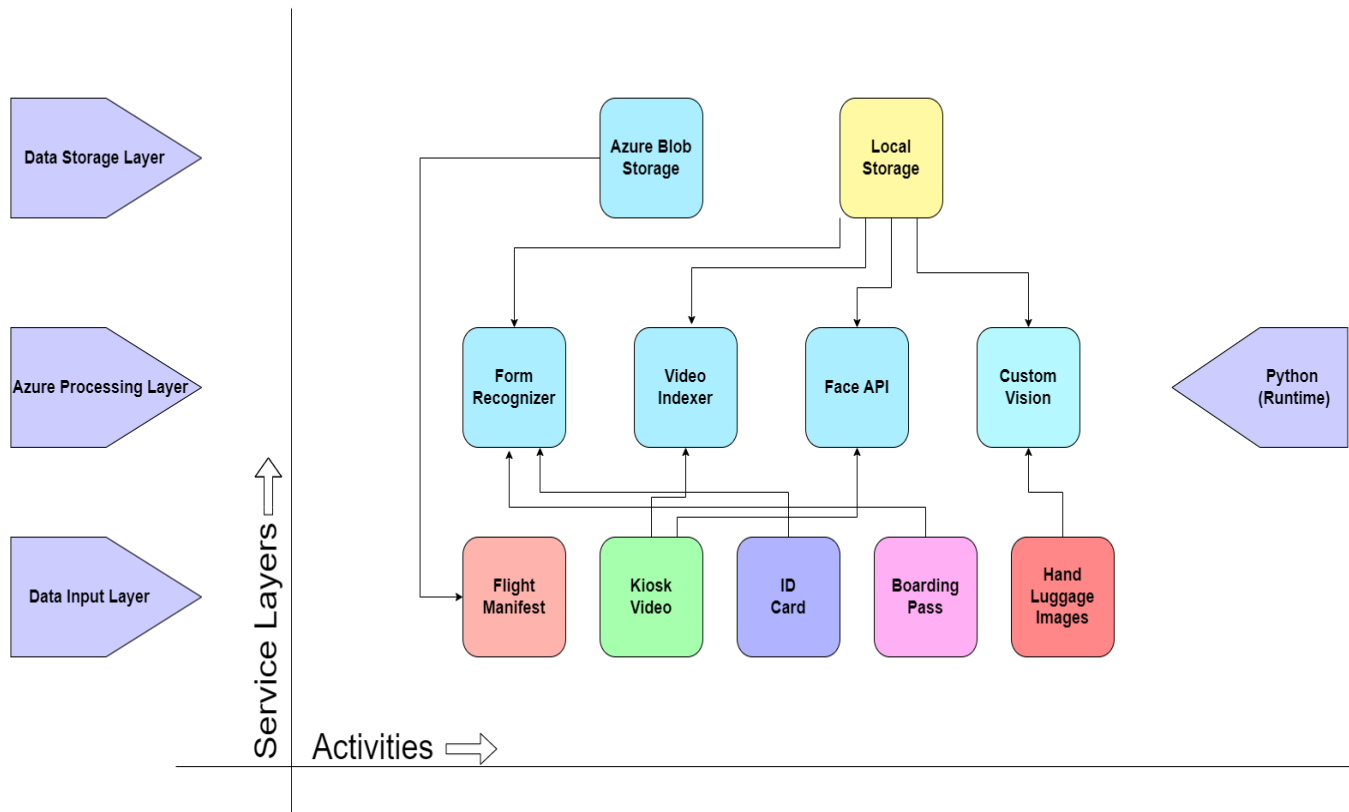 Data Storage Layer
Azure Blob
Storage
Local
Storage
Azure Processing Layer
Form
Recognizer
Video
Indexer
Face API
Custom
Vision
Python
(Runtime)
Data Input Layer
Flight
Manifest
Kiosk
Video
ID
Card
Boarding
Pass
Hand
Luggage
Images
Service Layers
Activities